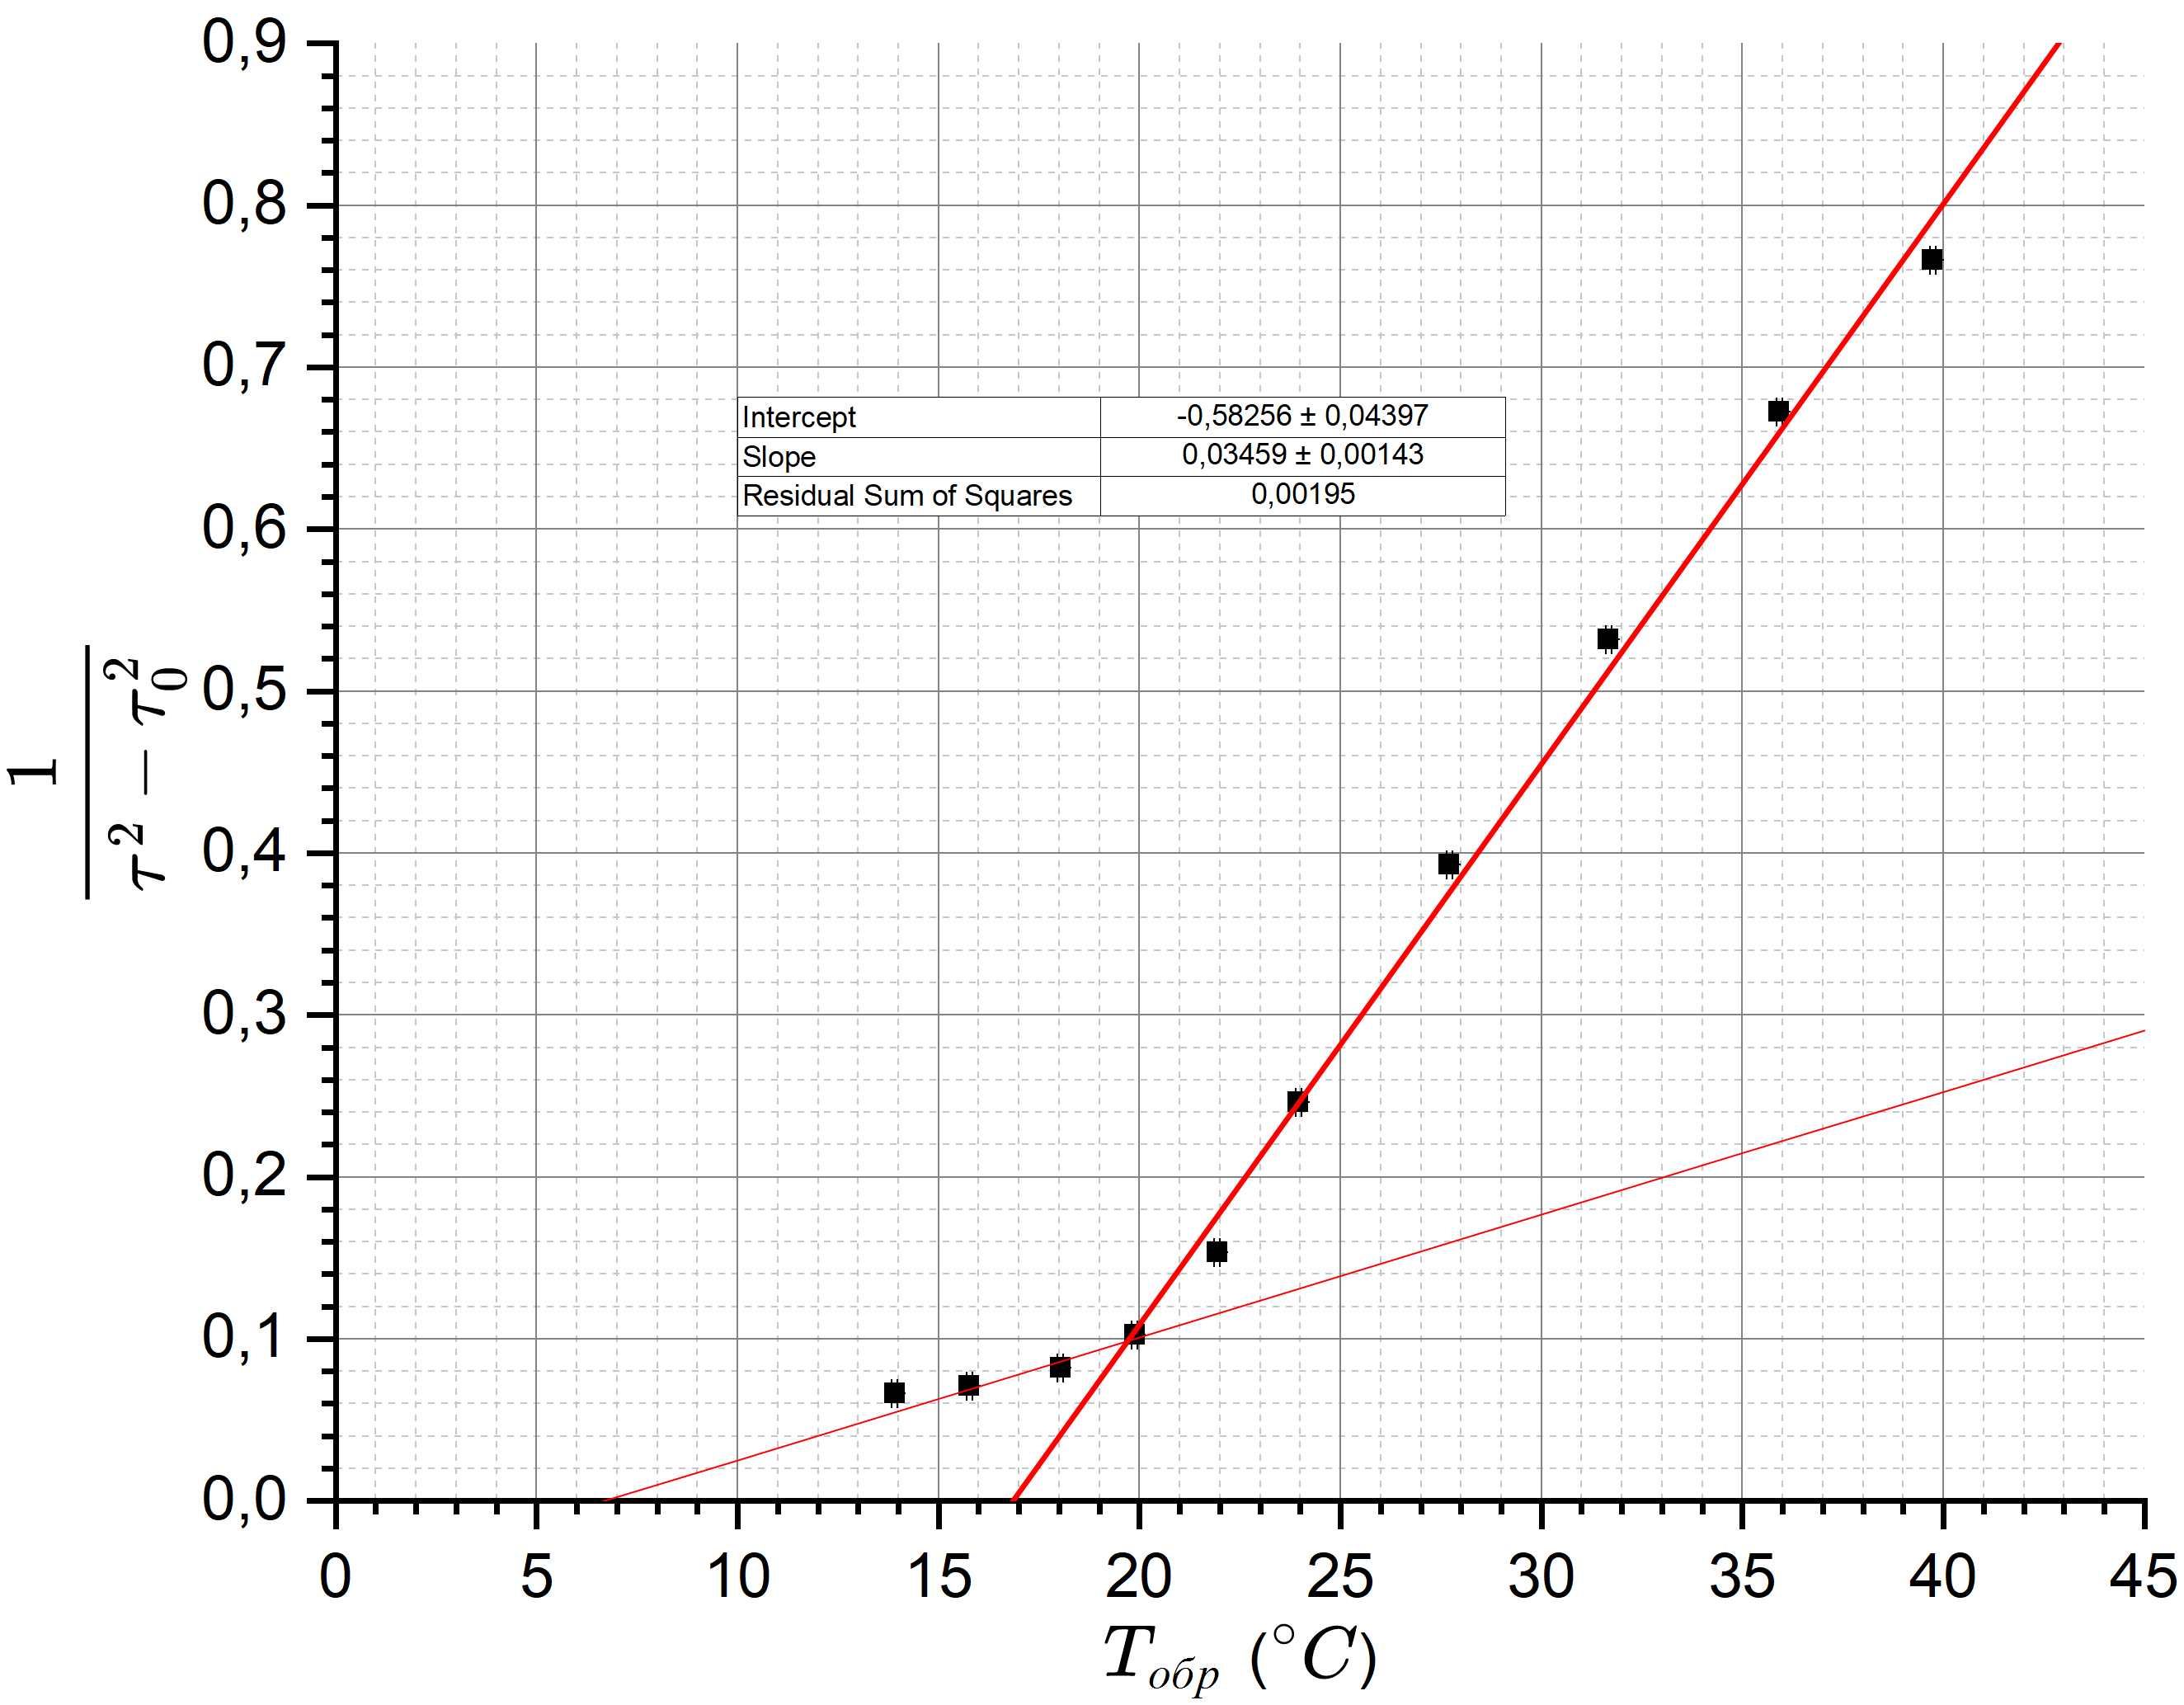 0,9
0,8
0,7
0,6
0,5
0,4
0,3
0,2
0,1
0,0
1
τ² − τ₀²
Intercept -0,58256 ± 0,04397
Slope 0,03459 ± 0,00143
Residual Sum of Squares 0,00195
0 5 10 15 20 25 30 35 40 45
Tобр (°C)